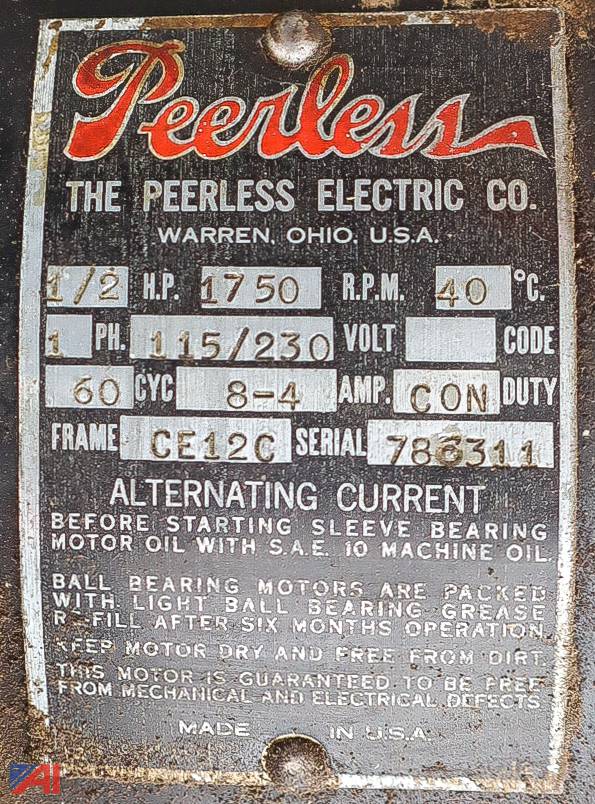 Peerless
THE PEERLESS ELECTRIC CO.
WARREN, OHIO, U.S.A.
1/2 H.P. 1750 R.P.M. 40 °C.
1 PH. 115/230 VOLT CODE
60 CYC 8-4 AMP. CON DUTY
FRAME CE12C SERIAL 786311
ALTERNATING CURRENT
BEFORE STARTING SLEEVE BEARING
MOTOR OIL WITH S.A.E. 10 MACHINE OIL.
BALL BEARING MOTORS ARE PACKED
WITH LIGHT BALL BEARING GREASE
R-FILL AFTER SIX MONTHS OPERATION.
KEEP MOTOR DRY AND FREE FROM DIRT.
THIS MOTOR IS GUARANTEED TO BE FREE
FROM MECHANICAL AND ELECTRICAL DEFECTS
MADE IN U.S.A.
AI